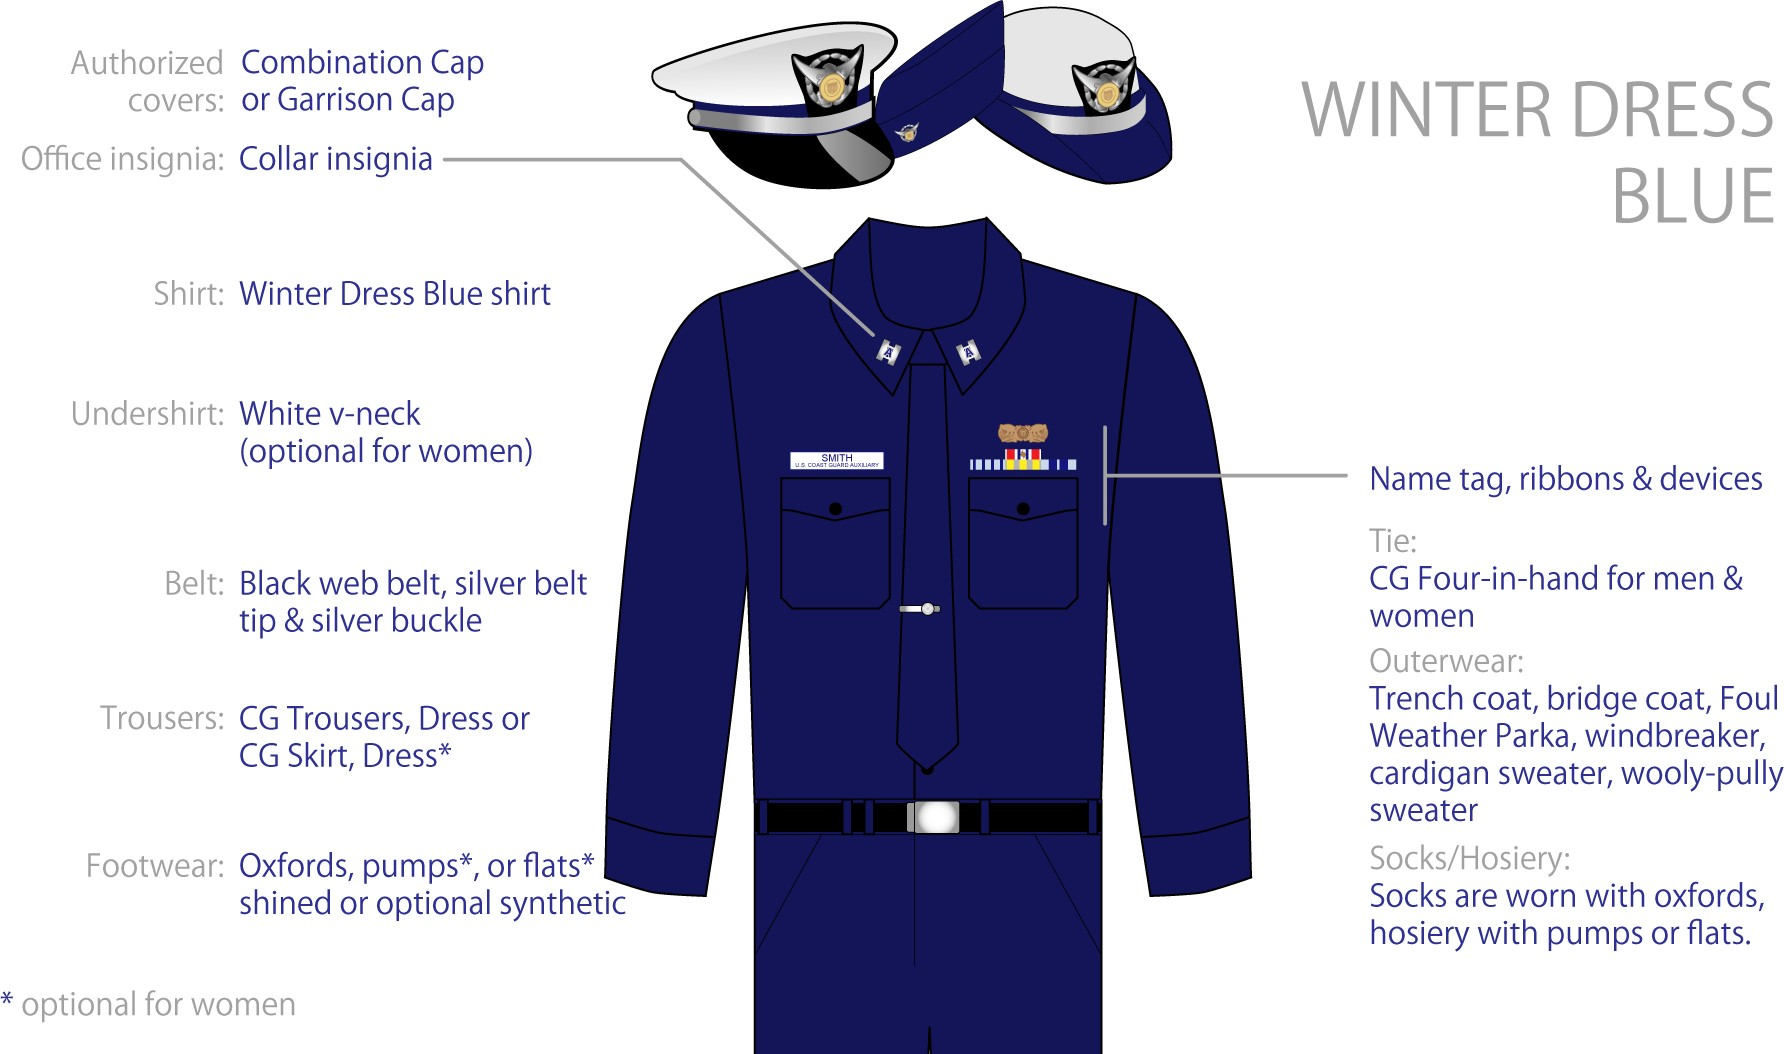 WINTER DRESS
BLUE
Authorized covers: Combination Cap
or Garrison Cap
Office insignia: Collar insignia
Shirt: Winter Dress Blue shirt
Undershirt: White v-neck
(optional for women)
Belt: Black web belt, silver belt
tip & silver buckle
Trousers: CG Trousers, Dress or
CG Skirt, Dress*
Footwear: Oxfords, pumps*, or flats*
shined or optional synthetic
* optional for women
A
A
SMITH
U.S. COAST GUARD AUXILIARY
Name tag, ribbons & devices
Tie:
CG Four-in-hand for men &
women
Outerwear:
Trench coat, bridge coat, Foul
Weather Parka, windbreaker,
cardigan sweater, wooly-pully
sweater
Socks/Hosiery:
Socks are worn with oxfords,
hosiery with pumps or flats.